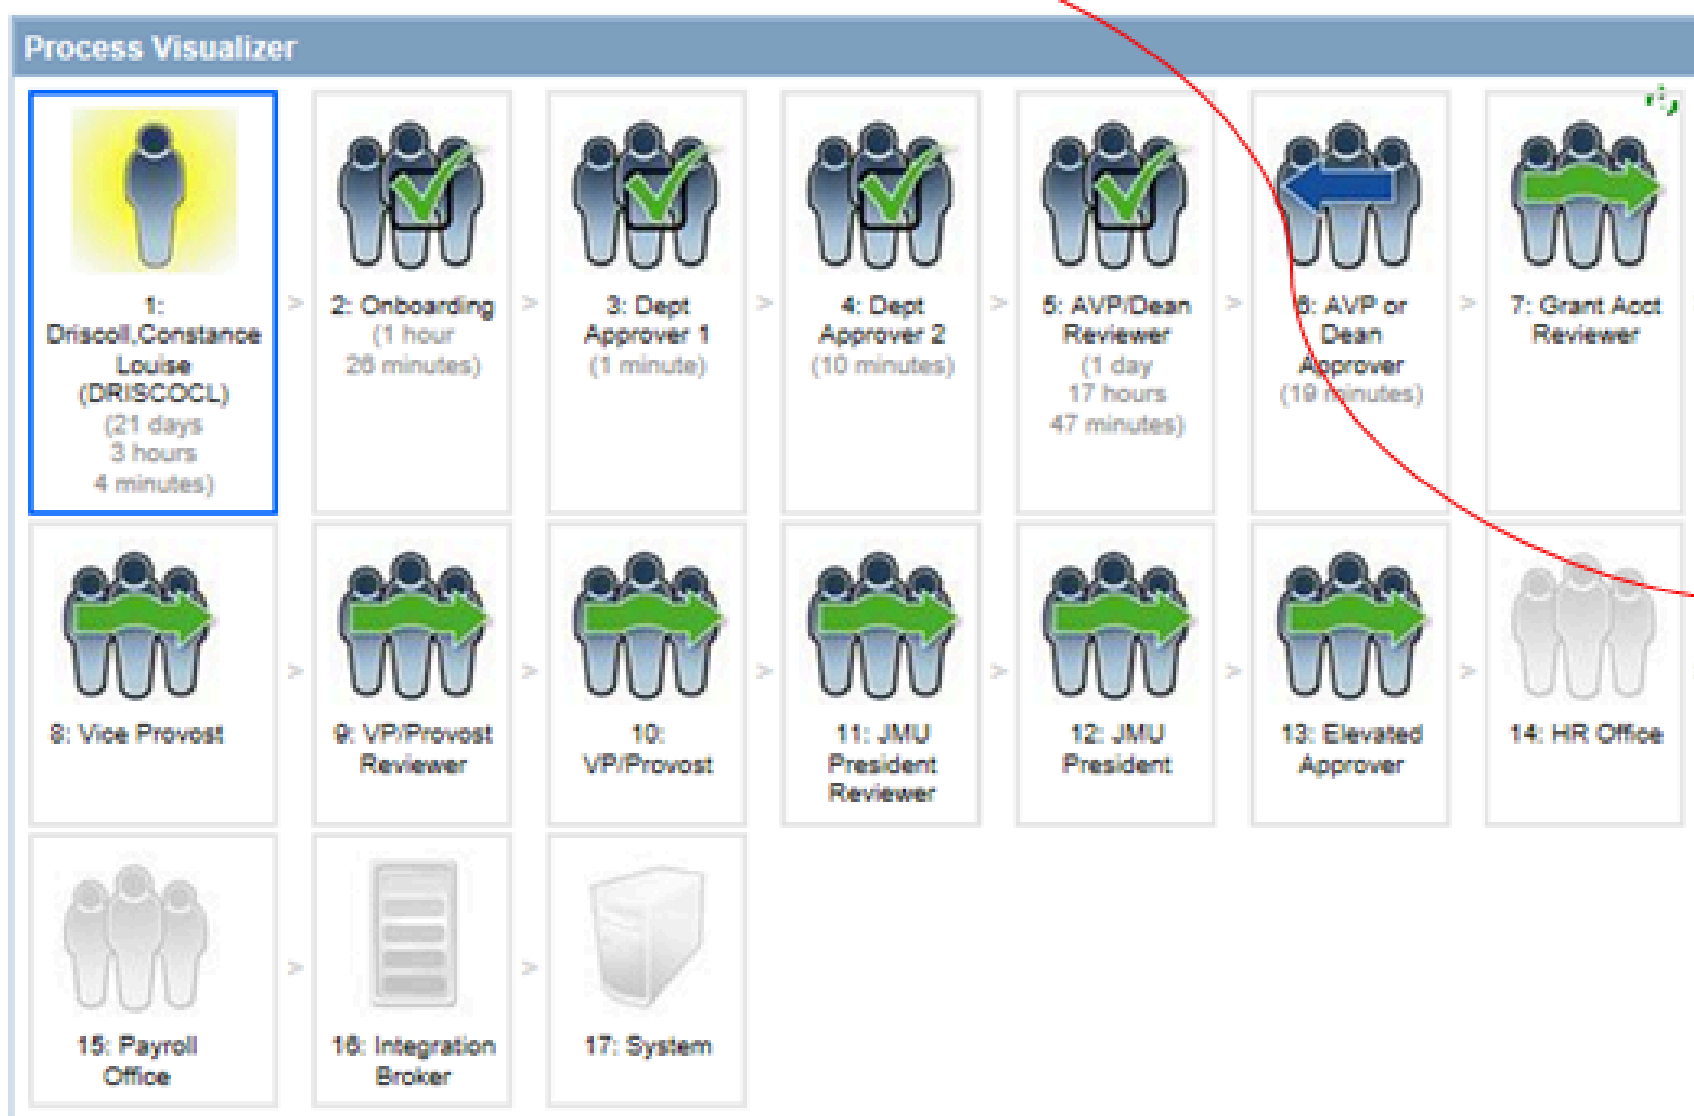 Process Visualizer
1:
Driscoll,Constance
Louise
(DRISCOCL)
(21 days
3 hours
4 minutes)
>
2: Onboarding
(1 hour
26 minutes)
>
3: Dept
Approver 1
(1 minute)
>
4: Dept
Approver 2
(10 minutes)
>
5: AVP/Dean
Reviewer
(1 day
17 hours
47 minutes)
>
6: AVP or
Dean
Approver
(19 minutes)
>
7: Grant Acct
Reviewer
8: Vice Provost
>
9: VP/Provost
Reviewer
>
10:
VP/Provost
>
11: JMU
President
Reviewer
>
12: JMU
President
>
13: Elevated
Approver
>
14: HR Office
15: Payroll
Office
>
16: Integration
Broker
>
17: System